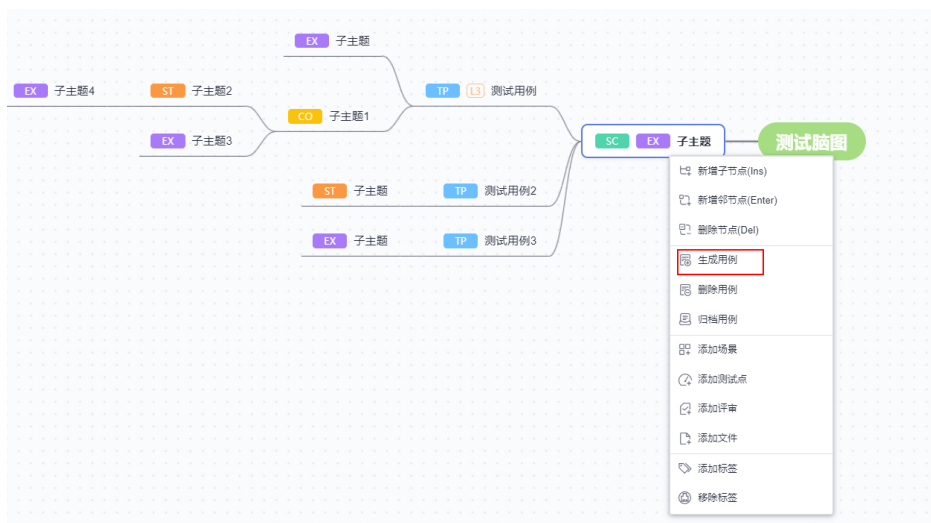 EX 子主题
EX 子主题4
ST 子主题2
TP L3 测试用例
CO 子主题1
EX 子主题3
SC EX 子主题
测试脑图
ST 子主题
TP 测试用例2
EX 子主题
TP 测试用例3
新增子节点(Ins)
新增邻节点(Enter)
删除节点(Del)
生成用例
删除用例
归档用例
添加场景
添加测试点
添加评审
添加文件
添加标签
移除标签